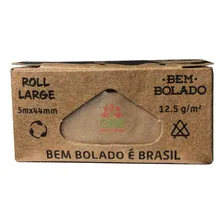 ROLL
LARGE
5mx44mm
BEM
BOLADO
12.5 g/m²
BEM BOLADO É BRASIL